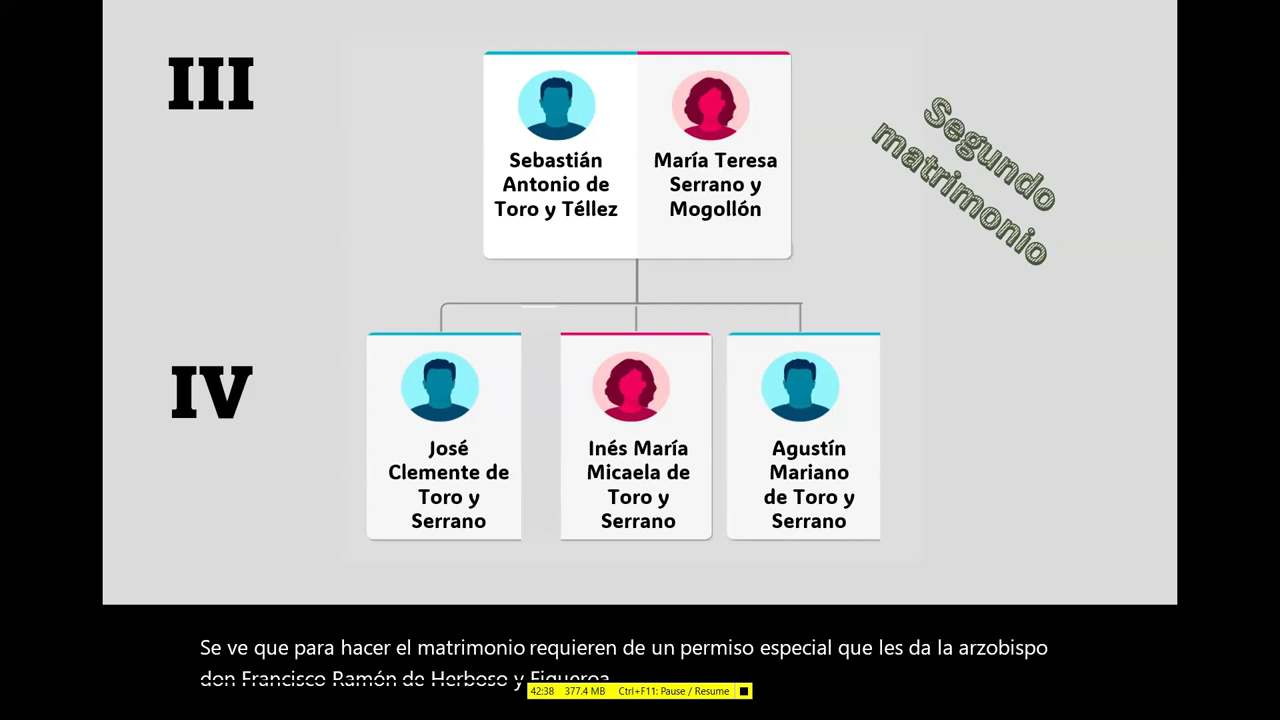 III
Sebastián
Antonio de
Toro y Téllez
María Teresa
Serrano y
Mogollón
Segundo
matrimonio
IV
José
Clemente de
Toro y
Serrano
Inés María
Micaela de
Toro y
Serrano
Agustín
Mariano
de Toro y
Serrano
Se ve que para hacer el matrimonio requieren de un permiso especial que les da la arzobispo
don Francisco Ramón de Herboso y Figueroa
42:38 377.4 MB Ctrl+F11: Pause / Resume